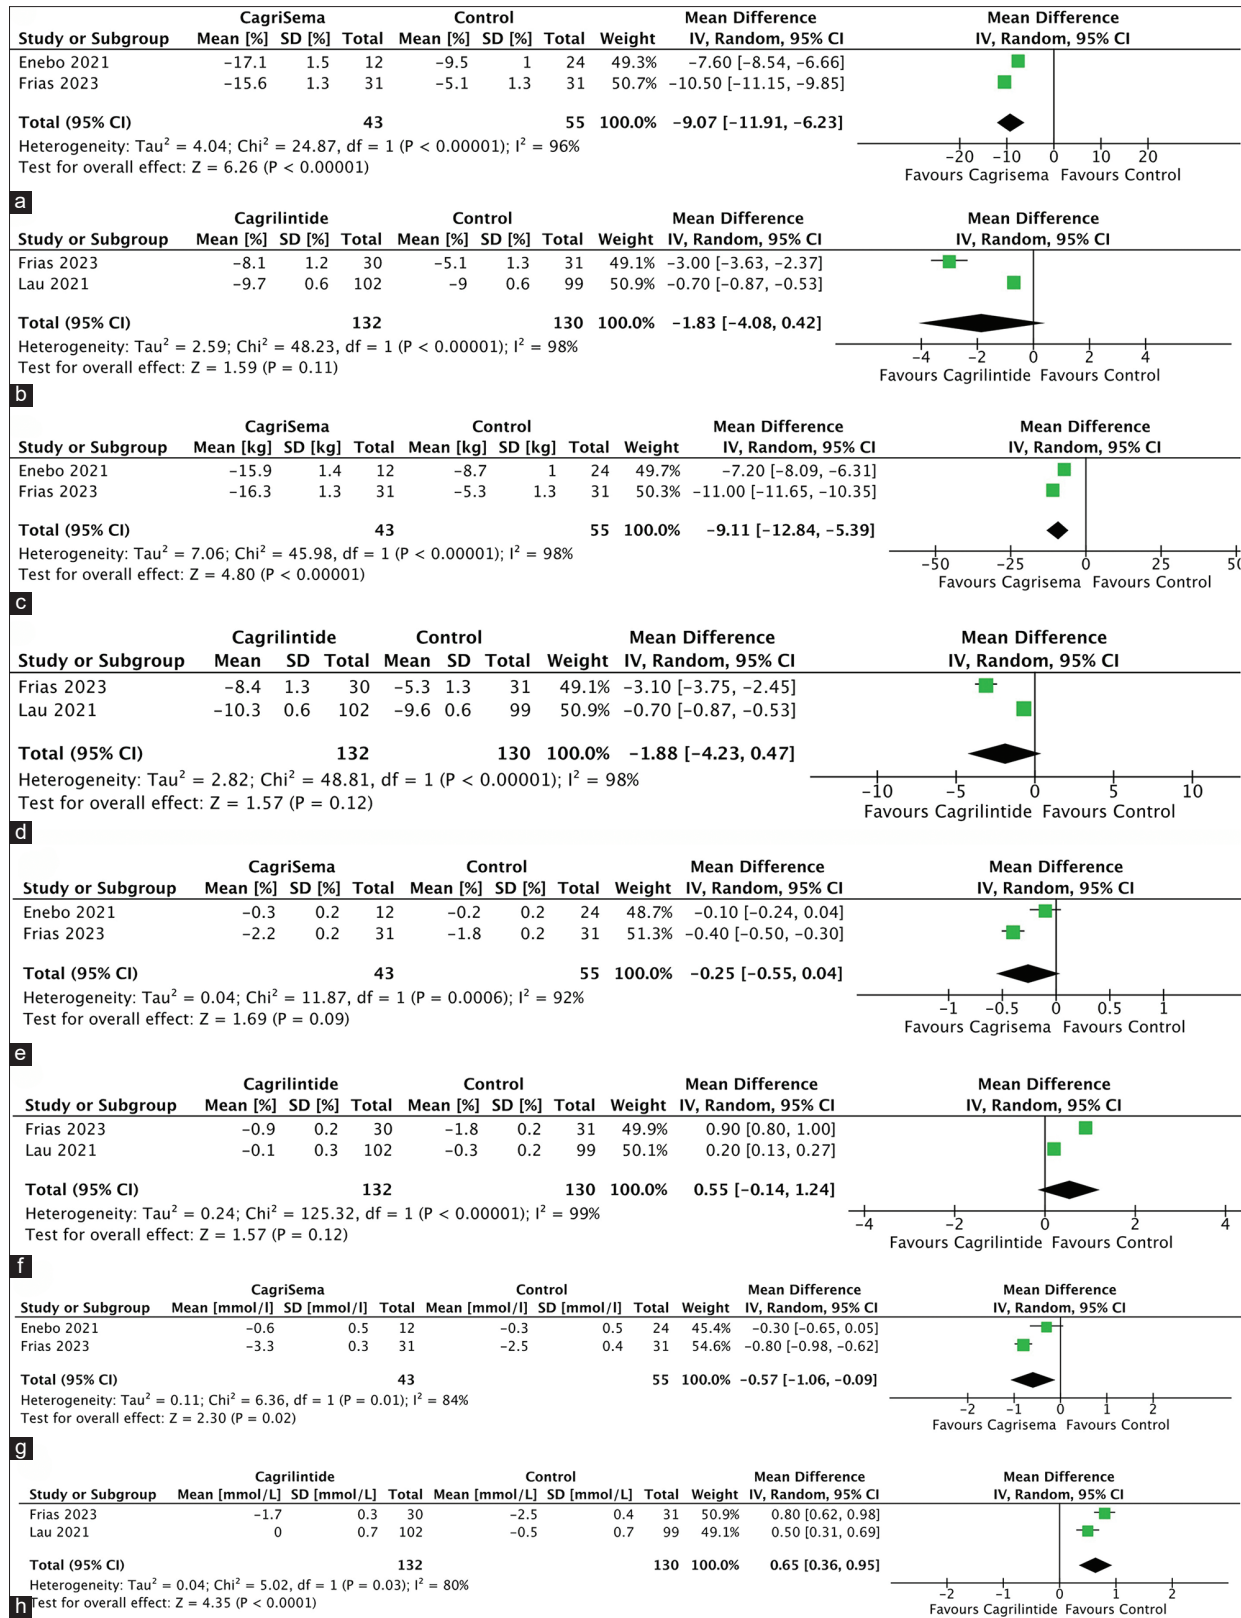 CagriSema Control Mean Difference Mean Difference
Study or Subgroup Mean [%] SD [%] Total Mean [%] SD [%] Total Weight IV, Random, 95% CI IV, Random, 95% CI
Enebo 2021 −17.1 1.5 12 −9.5 1 24 49.3% −7.60 [−8.54, −6.66]
Frias 2023 −15.6 1.3 31 −5.1 1.3 31 50.7% −10.50 [−11.15, −9.85]
Total (95% CI) 43 55 100.0% −9.07 [−11.91, −6.23]
Heterogeneity: Tau² = 4.04; Chi² = 24.87, df = 1 (P < 0.00001); I² = 96%
Test for overall effect: Z = 6.26 (P < 0.00001)
−20 −10 0 10 20
Favours Cagrisema Favours Control
a
Cagrilintide Control Mean Difference Mean Difference
Study or Subgroup Mean [%] SD [%] Total Mean [%] SD [%] Total Weight IV, Random, 95% CI IV, Random, 95% CI
Frias 2023 −8.1 1.2 30 −5.1 1.3 31 49.1% −3.00 [−3.63, −2.37]
Lau 2021 −9.7 0.6 102 −9 0.6 99 50.9% −0.70 [−0.87, −0.53]
Total (95% CI) 132 130 100.0% −1.83 [−4.08, 0.42]
Heterogeneity: Tau² = 2.59; Chi² = 48.23, df = 1 (P < 0.00001); I² = 98%
Test for overall effect: Z = 1.59 (P = 0.11)
−4 −2 0 2 4
Favours Cagrilintide Favours Control
b
CagriSema Control Mean Difference Mean Difference
Study or Subgroup Mean [kg] SD [kg] Total Mean [kg] SD [kg] Total Weight IV, Random, 95% CI IV, Random, 95% CI
Enebo 2021 −15.9 1.4 12 −8.7 1 24 49.7% −7.20 [−8.09, −6.31]
Frias 2023 −16.3 1.3 31 −5.3 1.3 31 50.3% −11.00 [−11.65, −10.35]
Total (95% CI) 43 55 100.0% −9.11 [−12.84, −5.39]
Heterogeneity: Tau² = 7.06; Chi² = 45.98, df = 1 (P < 0.00001); I² = 98%
Test for overall effect: Z = 4.80 (P < 0.00001)
−50 −25 0 25 50
Favours Cagrisema Favours Control
c
Cagrilintide Control Mean Difference Mean Difference
Study or Subgroup Mean SD Total Mean SD Total Weight IV, Random, 95% CI IV, Random, 95% CI
Frias 2023 −8.4 1.3 30 −5.3 1.3 31 49.1% −3.10 [−3.75, −2.45]
Lau 2021 −10.3 0.6 102 −9.6 0.6 99 50.9% −0.70 [−0.87, −0.53]
Total (95% CI) 132 130 100.0% −1.88 [−4.23, 0.47]
Heterogeneity: Tau² = 2.82; Chi² = 48.81, df = 1 (P < 0.00001); I² = 98%
Test for overall effect: Z = 1.57 (P = 0.12)
−10 −5 0 5 10
Favours Cagrilintide Favours Control
d
CagriSema Control Mean Difference Mean Difference
Study or Subgroup Mean [%] SD [%] Total Mean [%] SD [%] Total Weight IV, Random, 95% CI IV, Random, 95% CI
Enebo 2021 −0.3 0.2 12 −0.2 0.2 24 48.7% −0.10 [−0.24, 0.04]
Frias 2023 −2.2 0.2 31 −1.8 0.2 31 51.3% −0.40 [−0.50, −0.30]
Total (95% CI) 43 55 100.0% −0.25 [−0.55, 0.04]
Heterogeneity: Tau² = 0.04; Chi² = 11.87, df = 1 (P = 0.0006); I² = 92%
Test for overall effect: Z = 1.69 (P = 0.09)
−1 −0.5 0 0.5 1
Favours Cagrisema Favours Control
e
Cagrilintide Control Mean Difference Mean Difference
Study or Subgroup Mean [%] SD [%] Total Mean [%] SD [%] Total Weight IV, Random, 95% CI IV, Random, 95% CI
Frias 2023 −0.9 0.2 30 −1.8 0.2 31 49.9% 0.90 [0.80, 1.00]
Lau 2021 −0.1 0.3 102 −0.3 0.2 99 50.1% 0.20 [0.13, 0.27]
Total (95% CI) 132 130 100.0% 0.55 [−0.14, 1.24]
Heterogeneity: Tau² = 0.24; Chi² = 125.32, df = 1 (P < 0.00001); I² = 99%
Test for overall effect: Z = 1.57 (P = 0.12)
−4 −2 0 2 4
Favours Cagrilintide Favours Control
f
CagriSema Control Mean Difference Mean Difference
Study or Subgroup Mean [mmol/l] SD [mmol/l] Total Mean [mmol/l] SD [mmol/l] Total Weight IV, Random, 95% CI IV, Random, 95% CI
Enebo 2021 −0.6 0.5 12 −0.3 0.5 24 45.4% −0.30 [−0.65, 0.05]
Frias 2023 −3.3 0.3 31 −2.5 0.4 31 54.6% −0.80 [−0.98, −0.62]
Total (95% CI) 43 55 100.0% −0.57 [−1.06, −0.09]
Heterogeneity: Tau² = 0.11; Chi² = 6.36, df = 1 (P = 0.01); I² = 84%
Test for overall effect: Z = 2.30 (P = 0.02)
−2 −1 0 1 2
Favours Cagrisema Favours Control
g
Cagrilintide Control Mean Difference Mean Difference
Study or Subgroup Mean [mmol/L] SD [mmol/L] Total Mean [mmol/L] SD [mmol/L] Total Weight IV, Random, 95% CI IV, Random, 95% CI
Frias 2023 −1.7 0.3 30 −2.5 0.4 31 50.9% 0.80 [0.62, 0.98]
Lau 2021 0 0.7 102 −0.5 0.7 99 49.1% 0.50 [0.31, 0.69]
Total (95% CI) 132 130 100.0% 0.65 [0.36, 0.95]
Heterogeneity: Tau² = 0.04; Chi² = 5.02, df = 1 (P = 0.03); I² = 80%
Test for overall effect: Z = 4.35 (P < 0.0001)
−2 −1 0 1 2
Favours Cagrilintide Favours Control
h